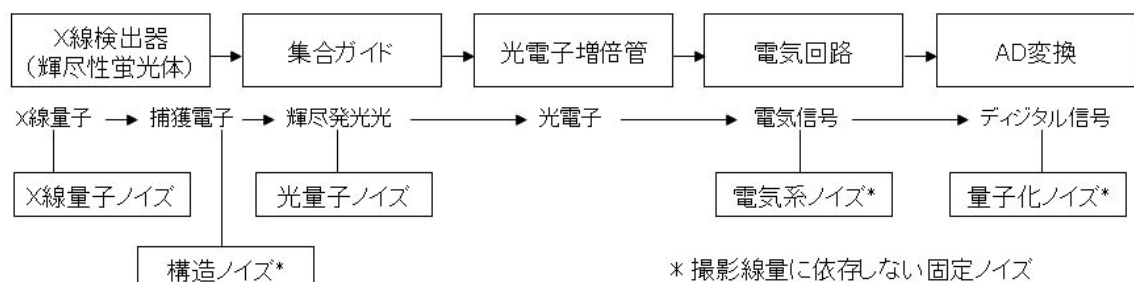 X線検出器
(輝尽性蛍光体)
集合ガイド
光電子増倍管
電気回路
AD変換
X線量子
捕獲電子
輝尽発光光
光電子
電気信号
ディジタル信号
X線量子ノイズ
光量子ノイズ
電気系ノイズ*
量子化ノイズ*
構造ノイズ*
* 撮影線量に依存しない固定ノイズ